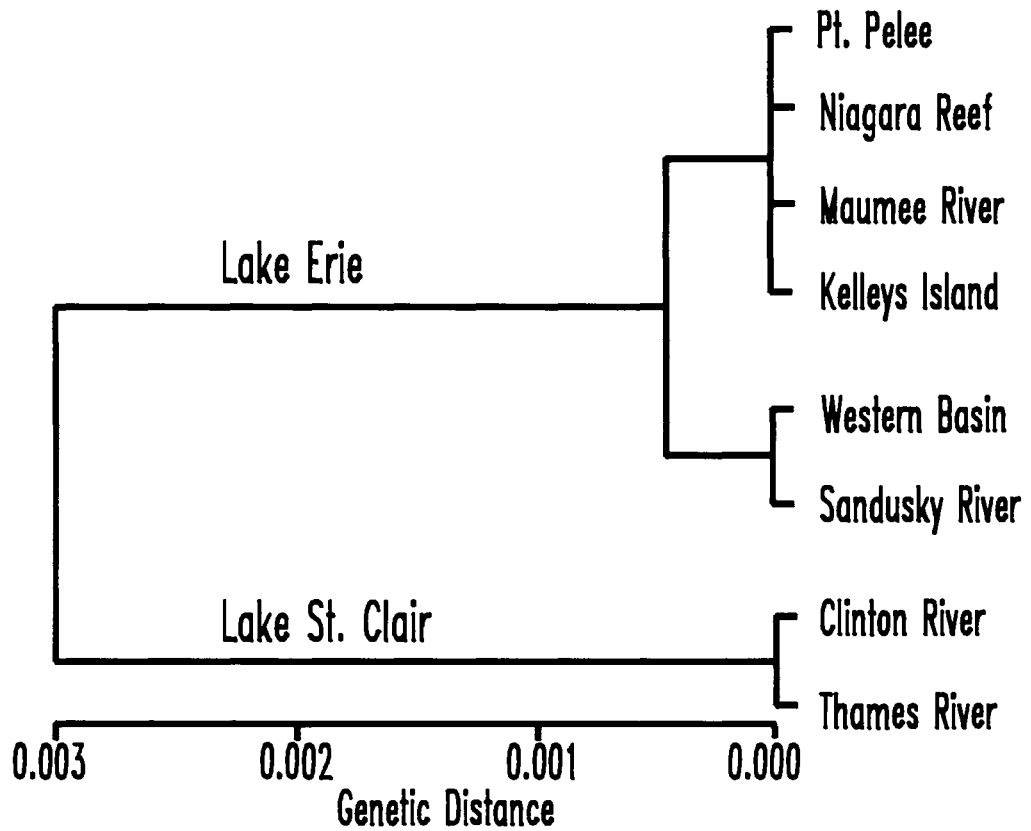 Pt. Pelee
Niagara Reef
Maumee River
Lake Erie
Kelleys Island
Western Basin
Sandusky River
Lake St. Clair
Clinton River
Thames River
0.003 0.002 0.001 0.000
Genetic Distance